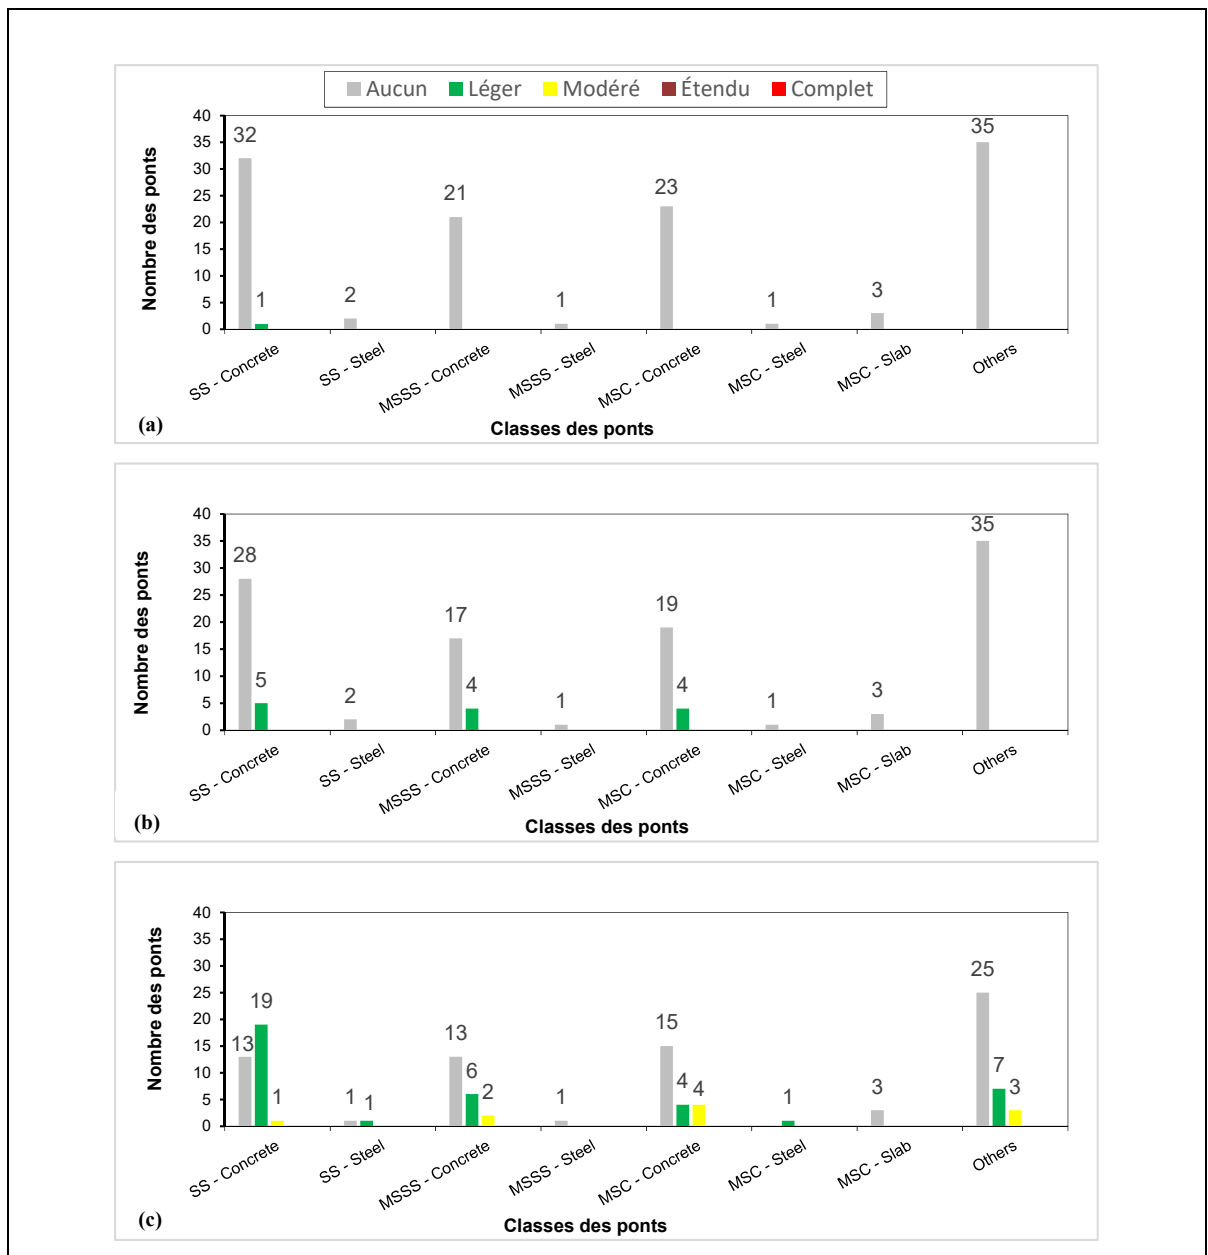 Aucun Léger Modéré Étendu Complet
40
35
30
25
20
15
10
5
0
Nombre des ponts
32 1 2 21 1 23 1 3 35
SS - Concrete SS - Steel MSSS - Concrete MSSS - Steel MSC - Concrete MSC - Steel MSC - Slab Others
(a)
Classes des ponts
40
35
30
25
20
15
10
5
0
Nombre des ponts
28 5 2 17 4 1 19 4 1 3 35
SS - Concrete SS - Steel MSSS - Concrete MSSS - Steel MSC - Concrete MSC - Steel MSC - Slab Others
(b)
Classes des ponts
40
35
30
25
20
15
10
5
0
Nombre des ponts
13 19 1 1 1 13 6 2 1 15 4 4 1 3 25 7 3
SS - Concrete SS - Steel MSSS - Concrete MSSS - Steel MSC - Concrete MSC - Steel MSC - Slab Others
(c)
Classes des ponts